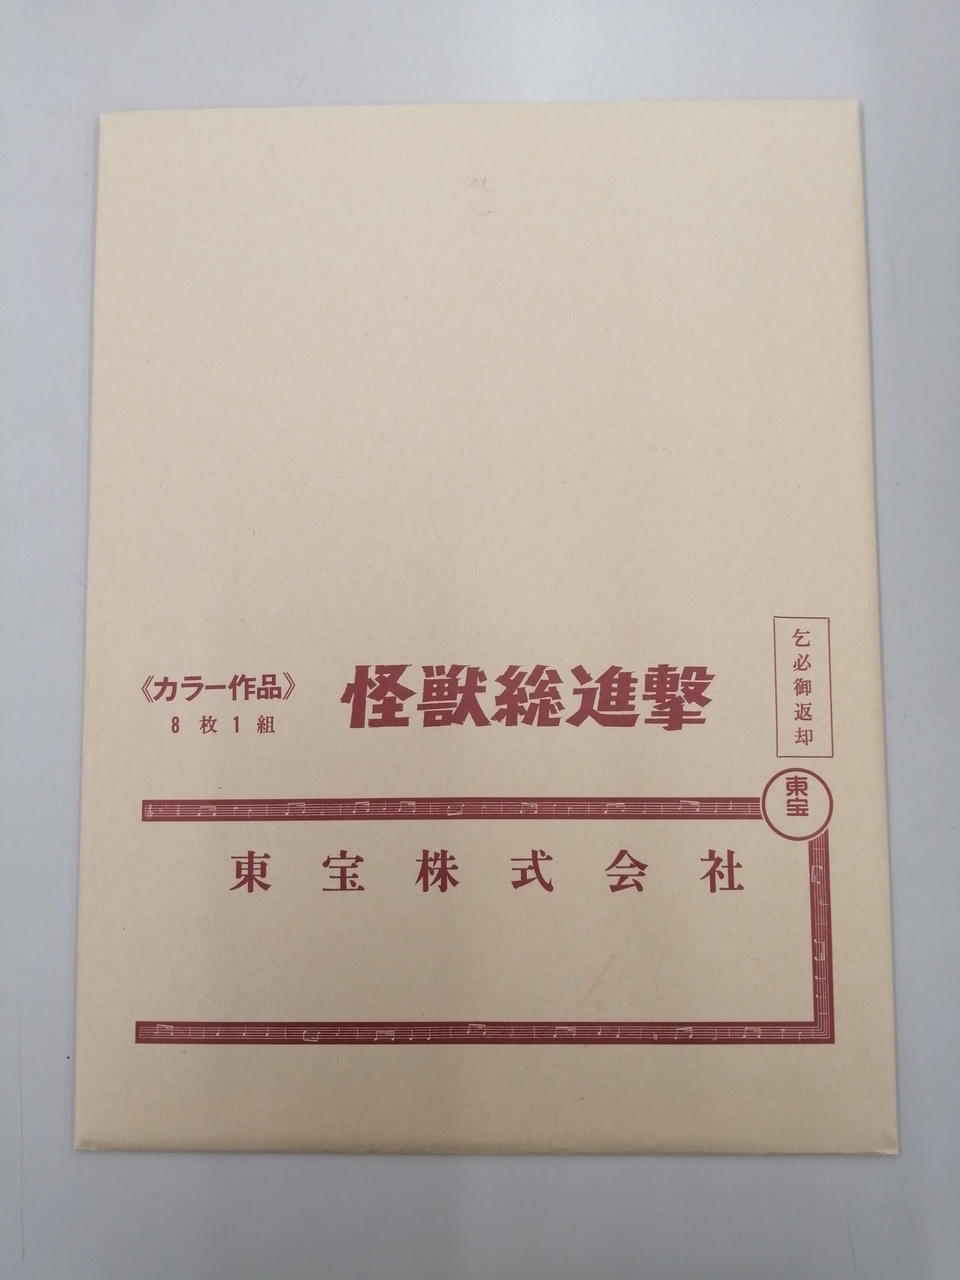 乞必御返却
《カラー作品》
8枚1組
怪獣総進撃
東宝
東宝株式会社